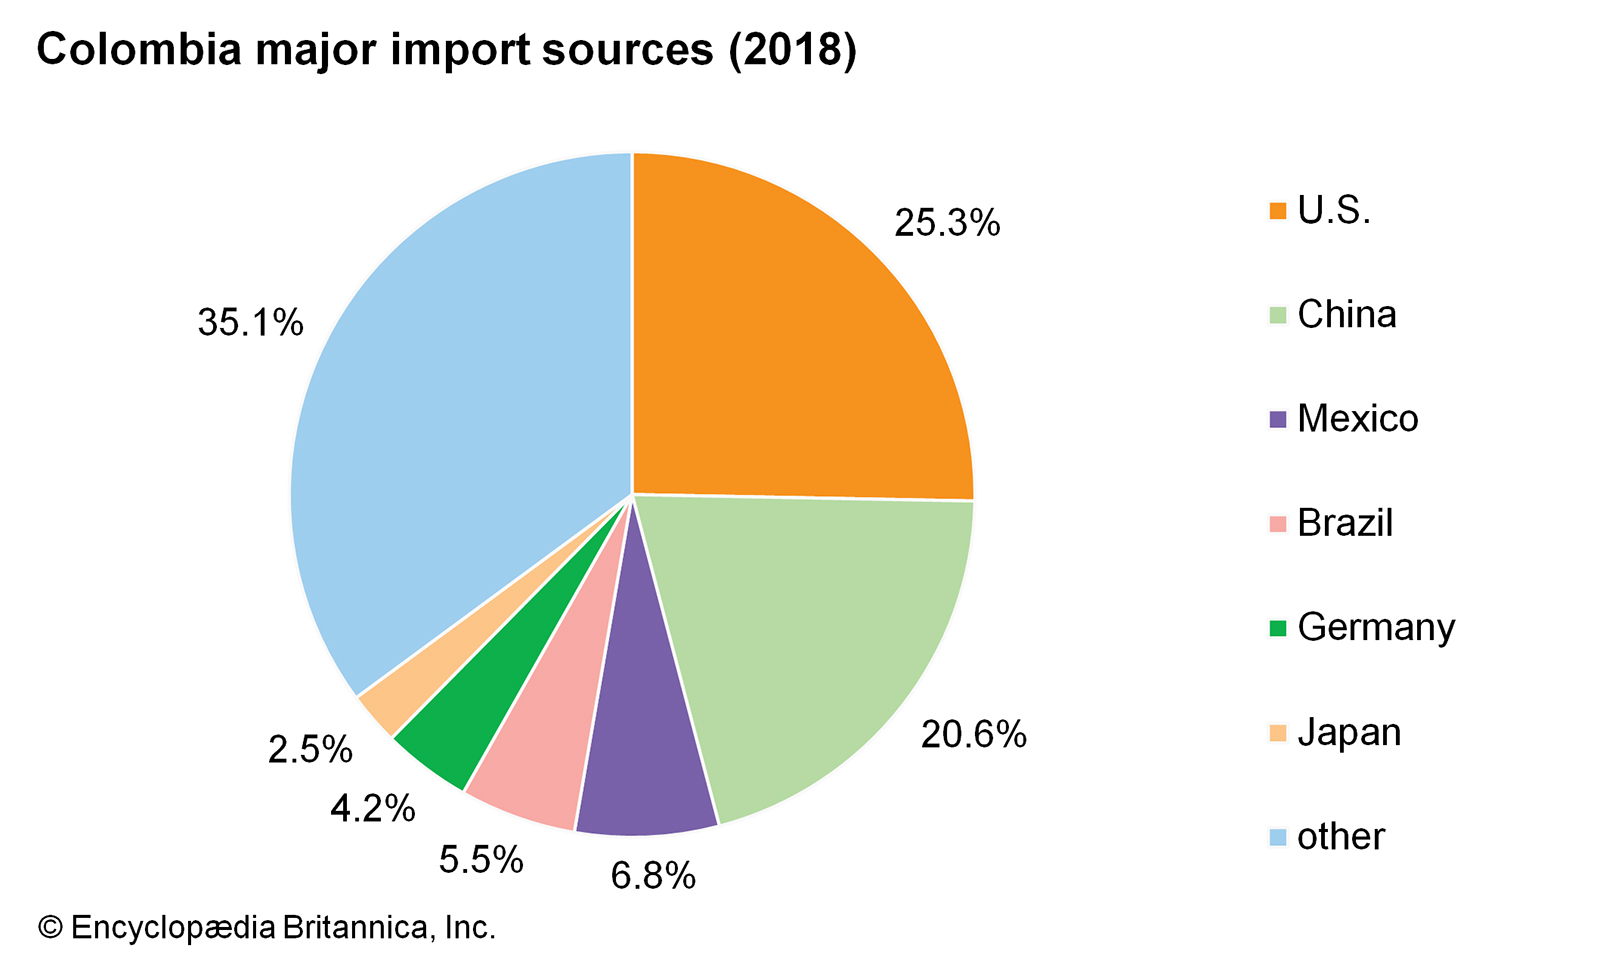 Colombia major import sources (2018)
25.3%
20.6%
6.8%
5.5%
4.2%
2.5%
35.1%
U.S.
China
Mexico
Brazil
Germany
Japan
other
© Encyclopædia Britannica, Inc.